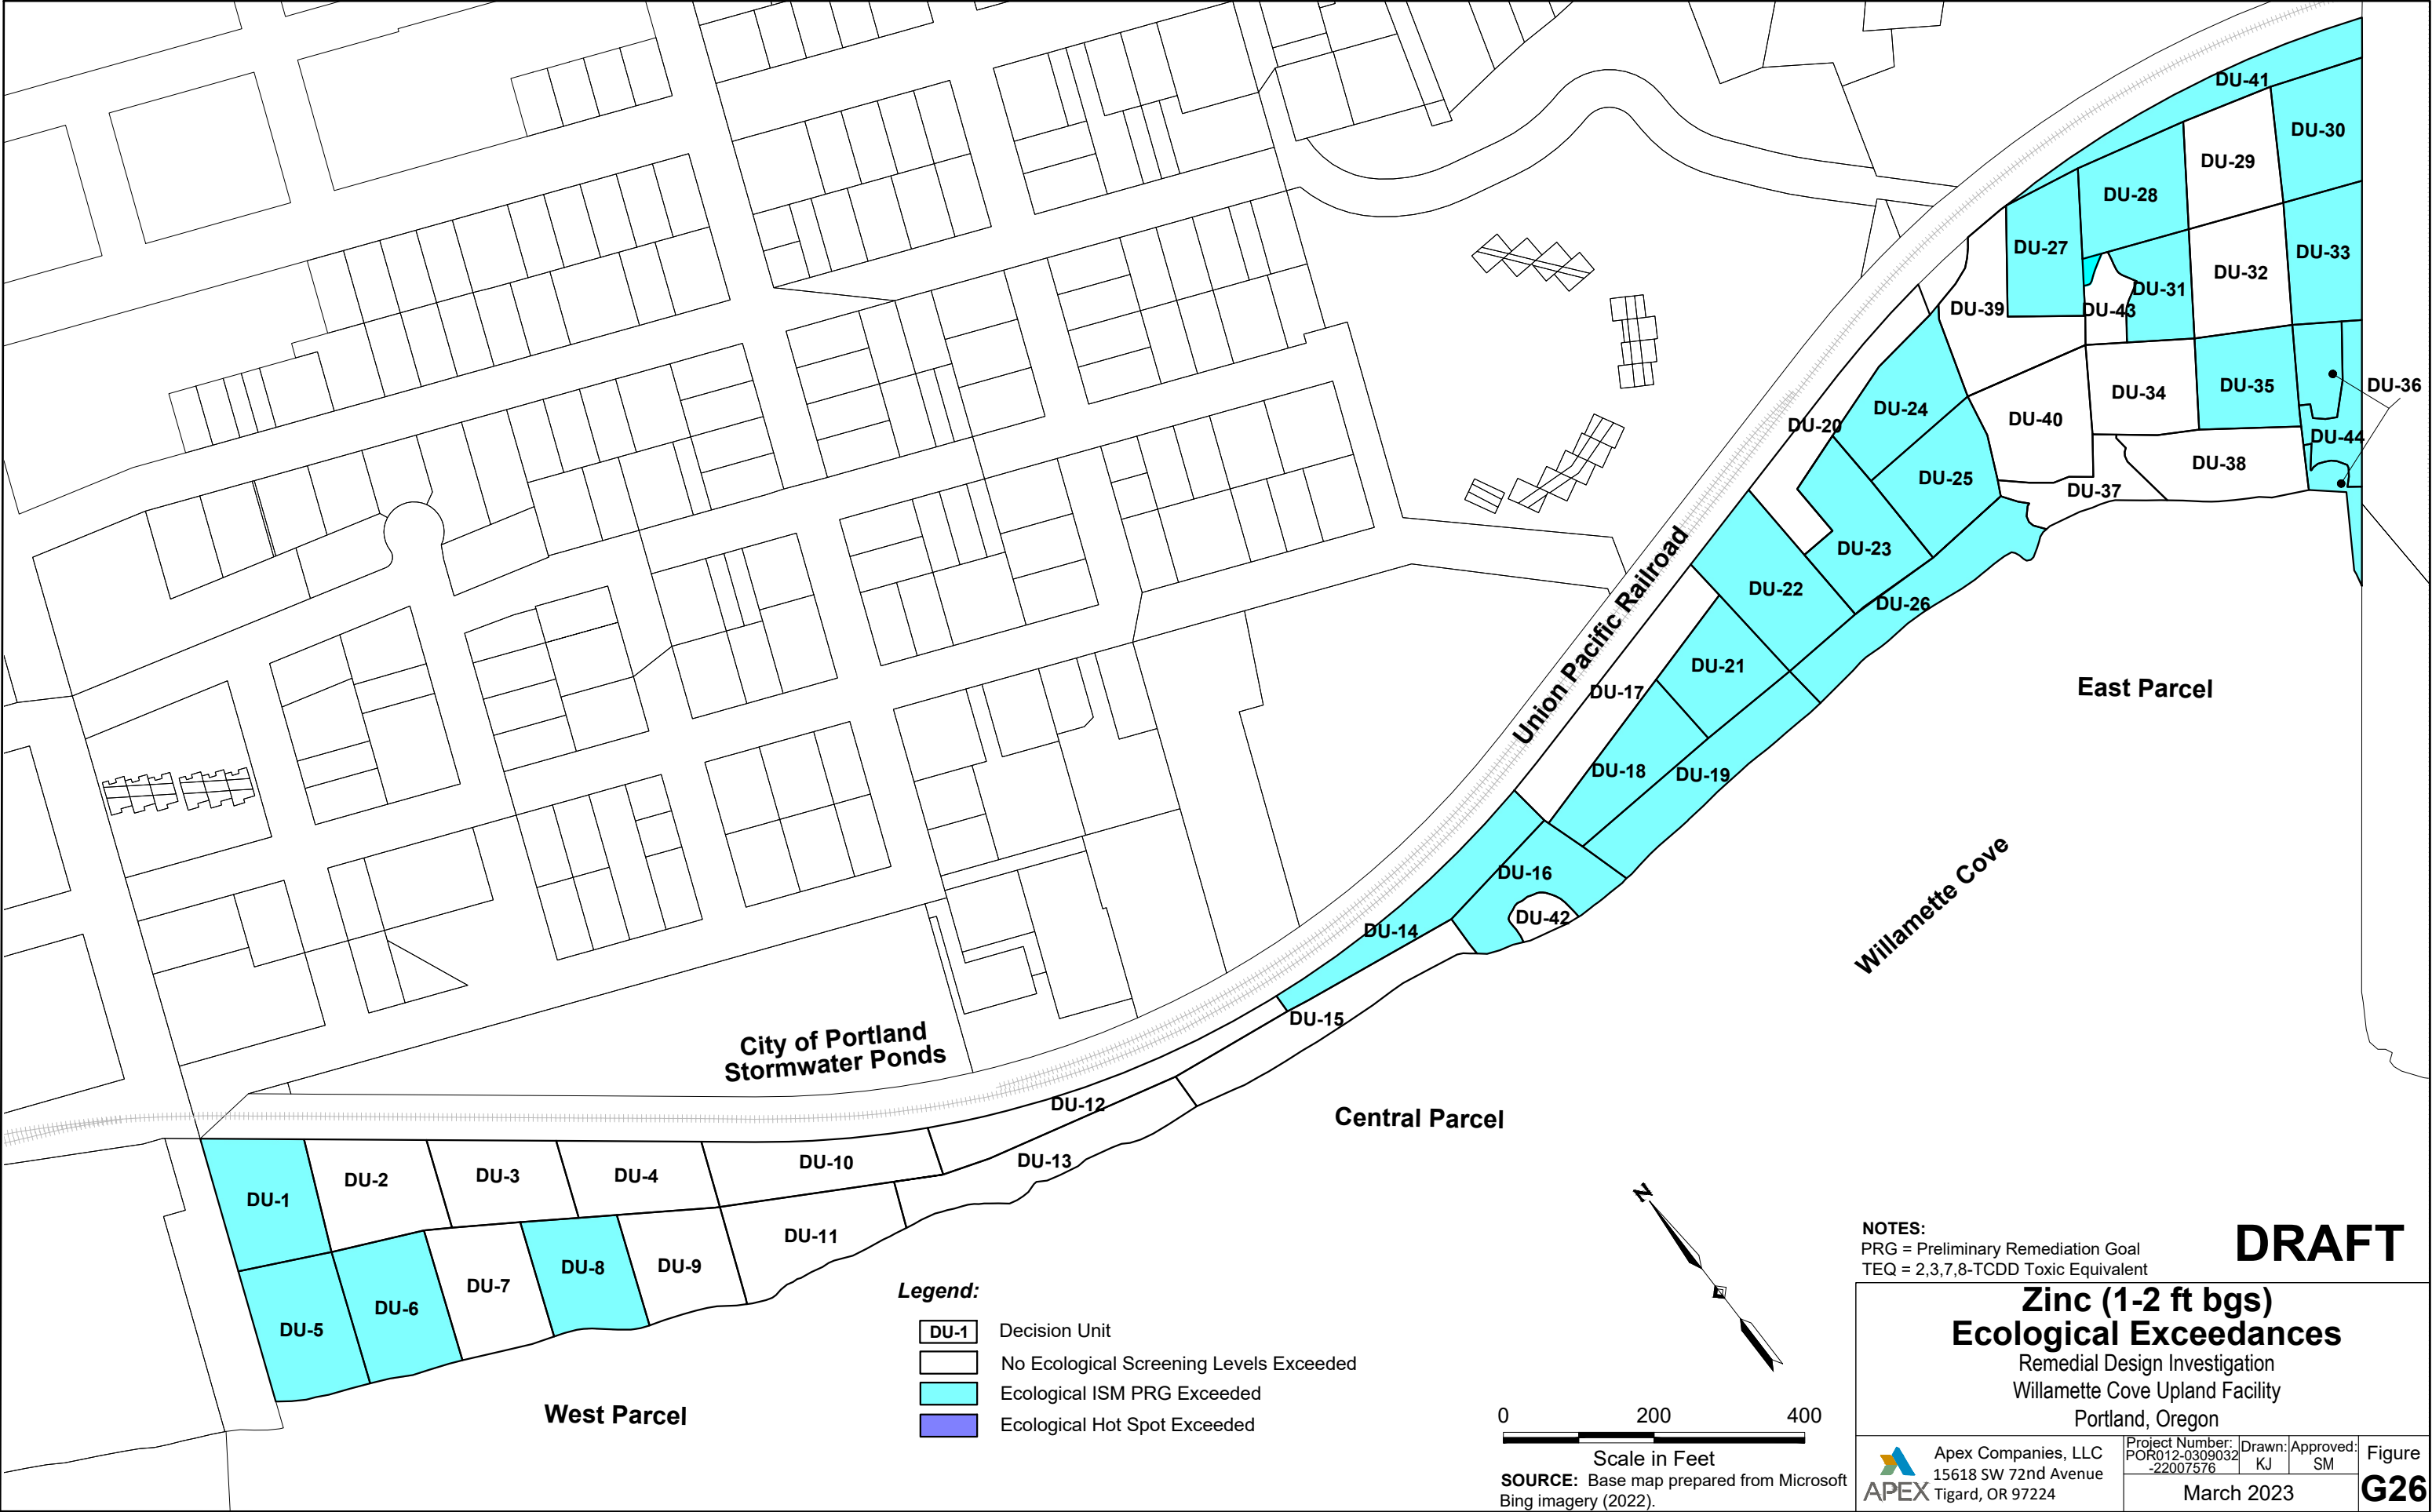 DU-41
DU-30
DU-29
DU-28
DU-27
DU-33
DU-32
DU-31
DU-39
DU-43
DU-36
DU-35
DU-34
DU-24
DU-40
DU-20
DU-44
DU-38
DU-25
DU-37
DU-23
DU-22
DU-26
Union Pacific Railroad
DU-21
DU-17
East Parcel
DU-18
DU-19
DU-16
DU-42
DU-14
Willamette Cove
DU-15
City of Portland
Stormwater Ponds
DU-12
Central Parcel
DU-13
DU-10
DU-4
DU-3
DU-2
DU-1
DU-11
DU-9
DU-8
DU-7
DU-6
DU-5
West Parcel
Legend:
DU-1 Decision Unit
No Ecological Screening Levels Exceeded
Ecological ISM PRG Exceeded
Ecological Hot Spot Exceeded
N
0 200 400
Scale in Feet
SOURCE: Base map prepared from Microsoft
Bing imagery (2022).
NOTES:
PRG = Preliminary Remediation Goal
TEQ = 2,3,7,8-TCDD Toxic Equivalent
DRAFT
Zinc (1-2 ft bgs)
Ecological Exceedances
Remedial Design Investigation
Willamette Cove Upland Facility
Portland, Oregon
APEX
Apex Companies, LLC
15618 SW 72nd Avenue
Tigard, OR 97224
Project Number:
POR012-0309032
-22007576
Drawn:
KJ
Approved:
SM
March 2023
Figure
G26